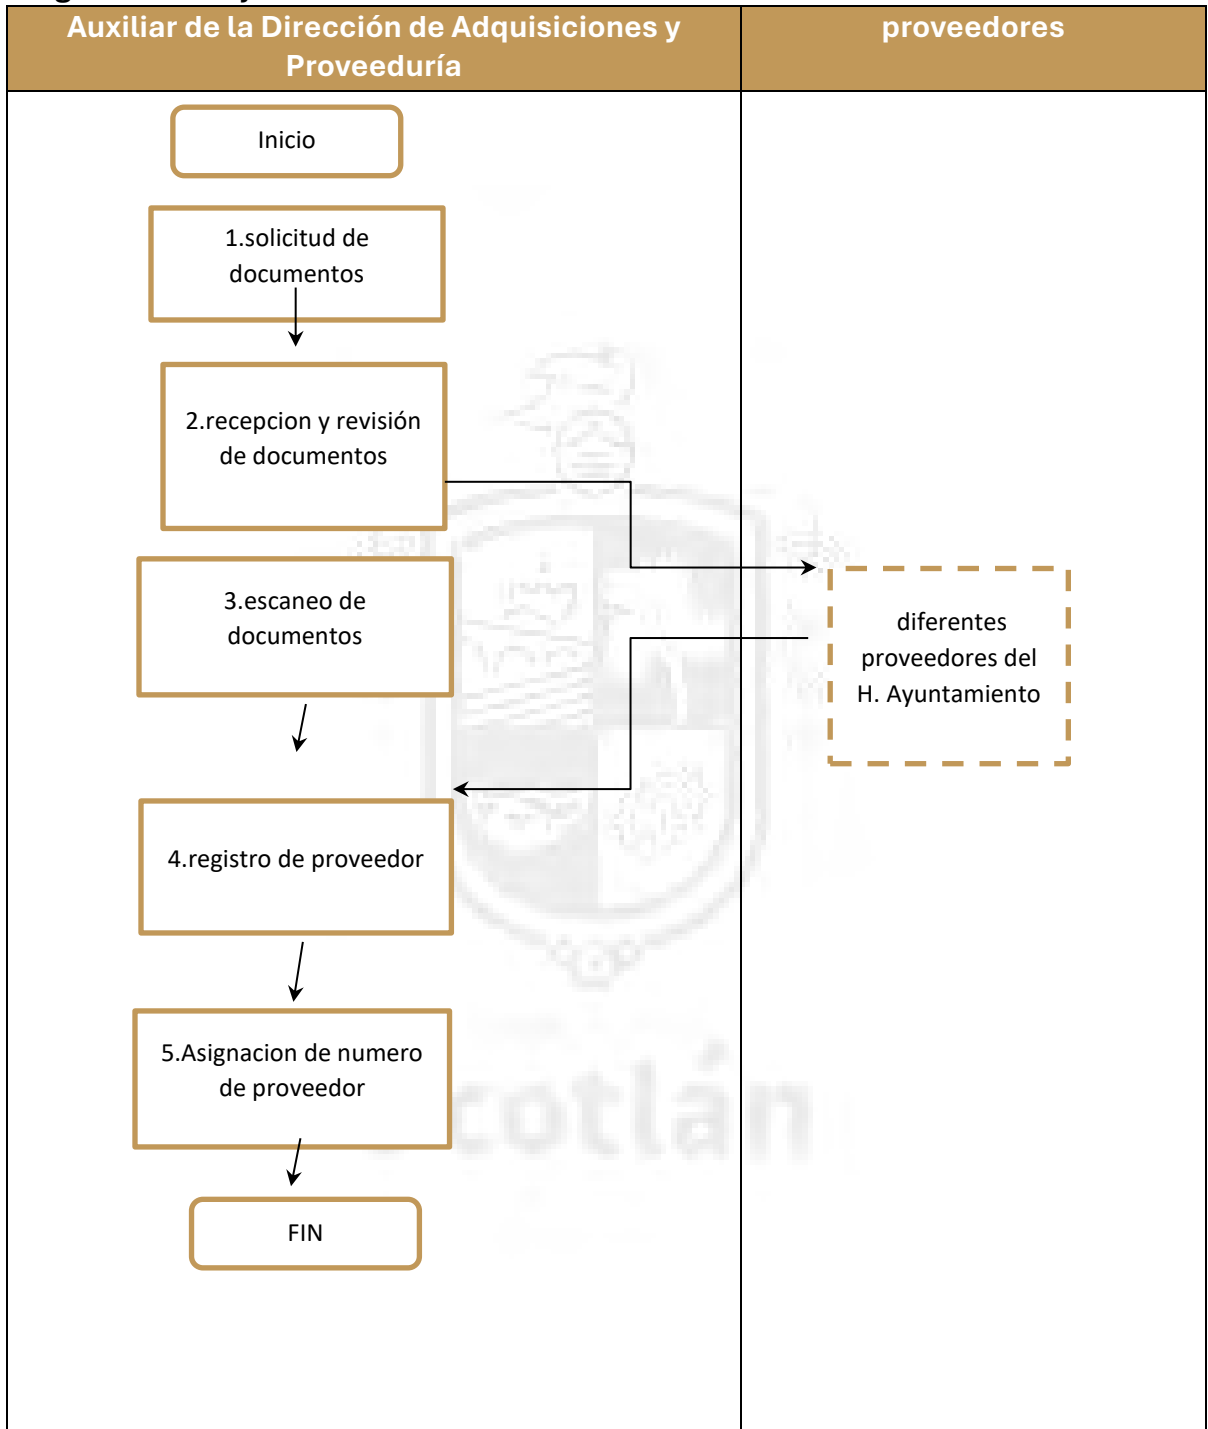 Auxiliar de la Dirección de Adquisiciones y
Proveeduría
proveedores
Inicio
1.solicitud de
documentos
2.recepcion y revisión
de documentos
3.escaneo de
documentos
diferentes
proveedores del
H. Ayuntamiento
4.registro de proveedor
5.Asignacion de numero
de proveedor
cotlán
FIN